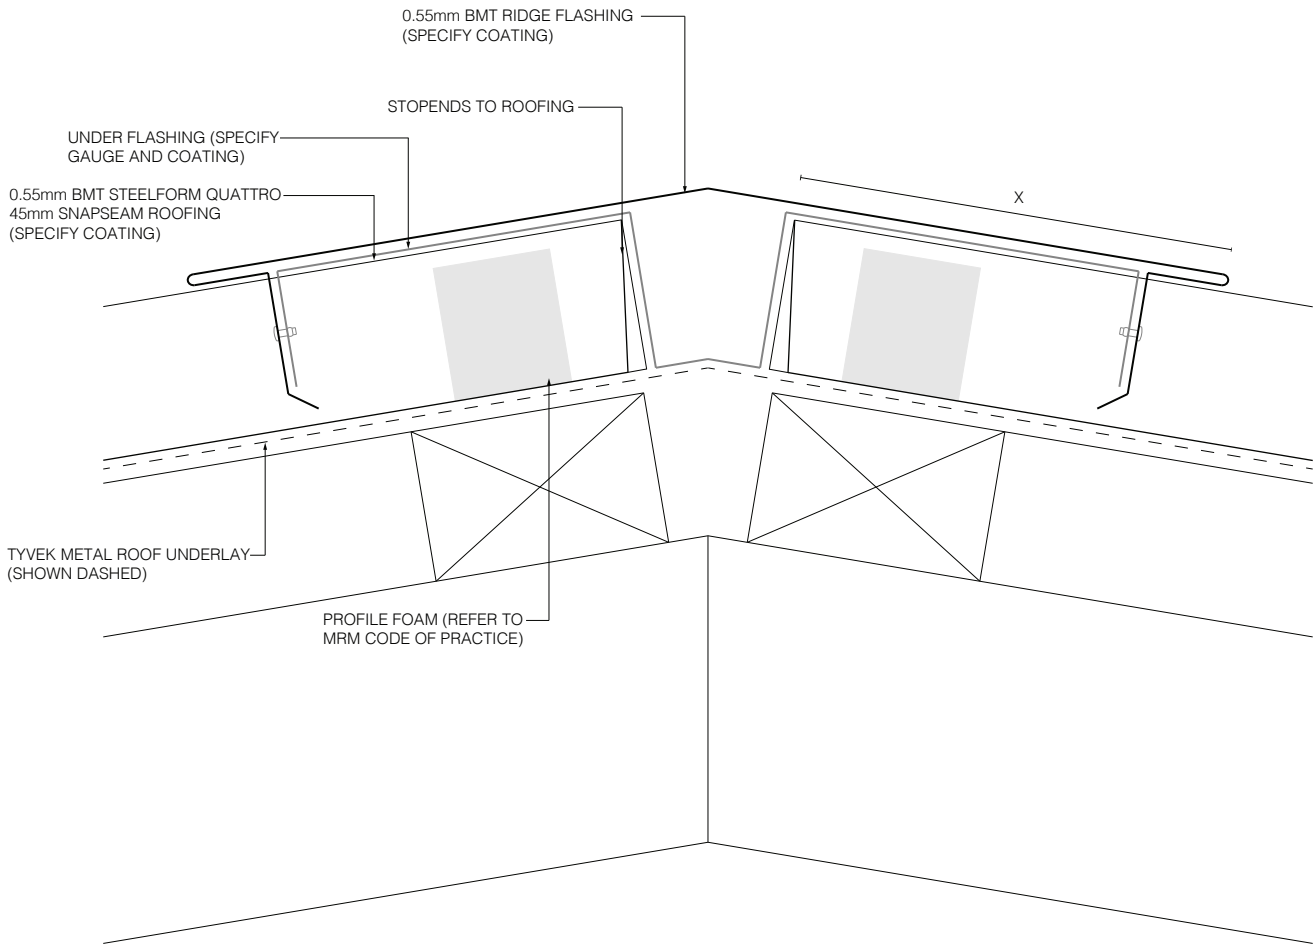 0.55mm BMT RIDGE FLASHING
(SPECIFY COATING)
STOPENDS TO ROOFING
UNDER FLASHING (SPECIFY
GAUGE AND COATING)
0.55mm BMT STEELFORM QUATTRO
45mm SNAPSEAM ROOFING
(SPECIFY COATING)
X
TYVEK METAL ROOF UNDERLAY
(SHOWN DASHED)
PROFILE FOAM (REFER TO
MRM CODE OF PRACTICE)